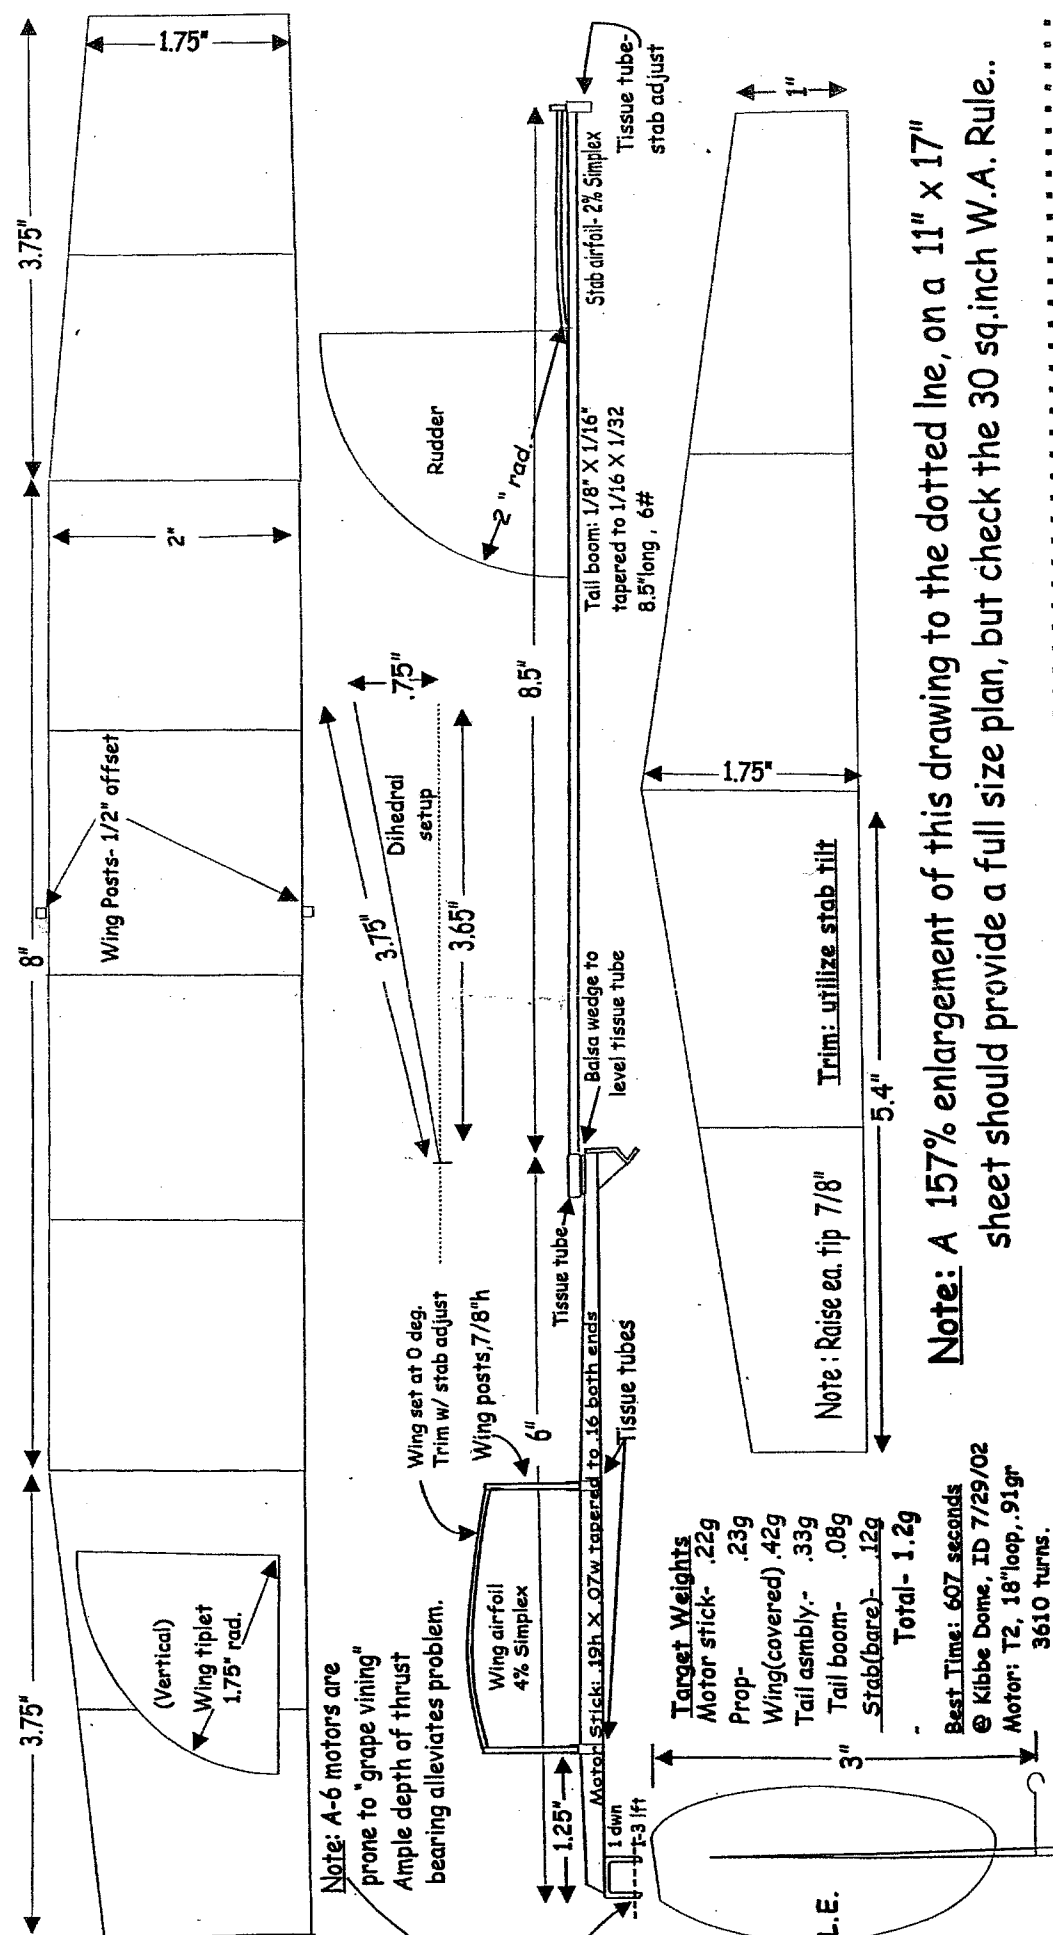 3.75"
8"
3.75"
1.75"
2"
(Vertical)
Wing tiplet
1.75" rad.
Wing Posts- 1/2" offset
Note: A-6 motors are
prone to "grape vining"
Ample depth of thrust
bearing alleviates problem.
Wing set at 0 deg.
Trim w/ stab adjust
Wing posts,7/8"h
Wing airfoil
4% Simplex
3.75"
Dihedral
setup
.75"
3.65"
Rudder
2" rad.
1.25"
6"
8.5"
Tissue tube
Motor stick: .19h X .07w tapered to .16 both ends
Tissue tubes
Balsa wedge to
level tissue tube
Tail boom: 1/8" X 1/16"
tapered to 1/16 X 1/32
8.5"long , 6#
Stab airfoil- 2% Simplex
Tissue tube-
stab adjust
1 dwn
1-3 lft
3"
L.E.
Target Weights
Motor stick- .22g
Prop- .23g
Wing(covered) .42g
Tail asmbly.- .33g
Tail boom- .08g
Stab(bare)- .12g
- Total- 1.2g
Best Time: 607 seconds
@ Kibbe Dome, ID 7/29/02
Motor: T2, 18"loop,.91gr
3610 turns.
1.75"
1"
Note : Raise ea. tip 7/8"
Trim: utilize stab tilt
5.4"
Note: A 157% enlargement of this drawing to the dotted lne, on a 11" x 17"
sheet should provide a full size plan, but check the 30 sq.inch W.A. Rule..